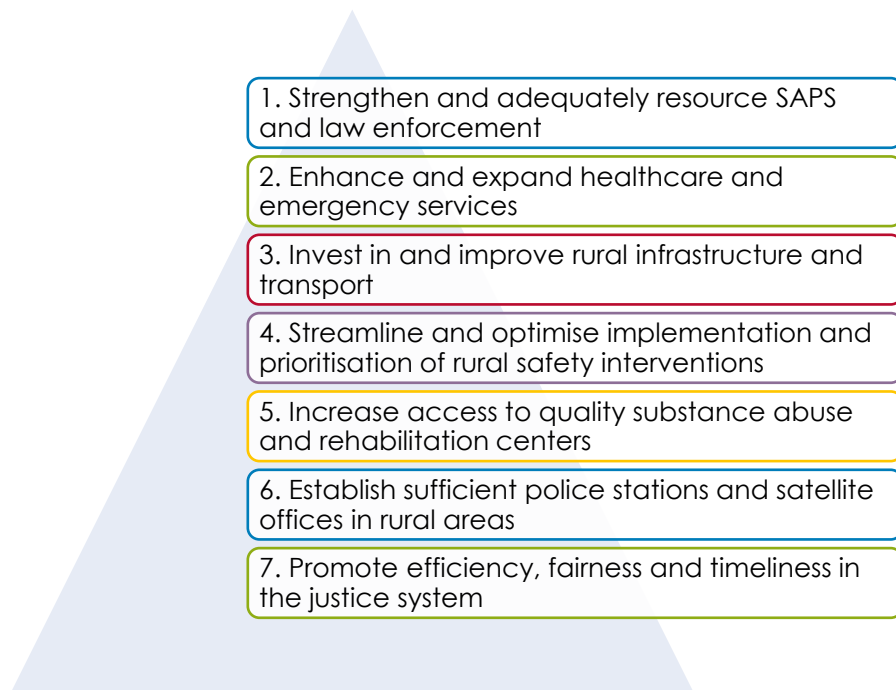 1. Strengthen and adequately resource SAPS
and law enforcement
2. Enhance and expand healthcare and
emergency services
3. Invest in and improve rural infrastructure and
transport
4. Streamline and optimise implementation and
prioritisation of rural safety interventions
5. Increase access to quality substance abuse
and rehabilitation centers
6. Establish sufficient police stations and satellite
offices in rural areas
7. Promote efficiency, fairness and timeliness in
the justice system